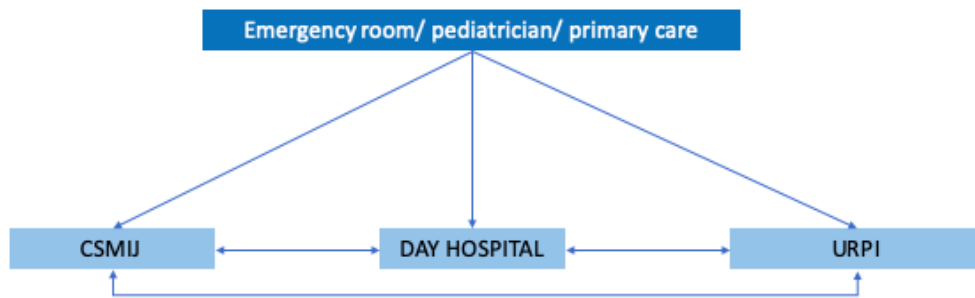 Emergency room/ pediatrician/ primary care
CSMIJ
DAY HOSPITAL
URPI